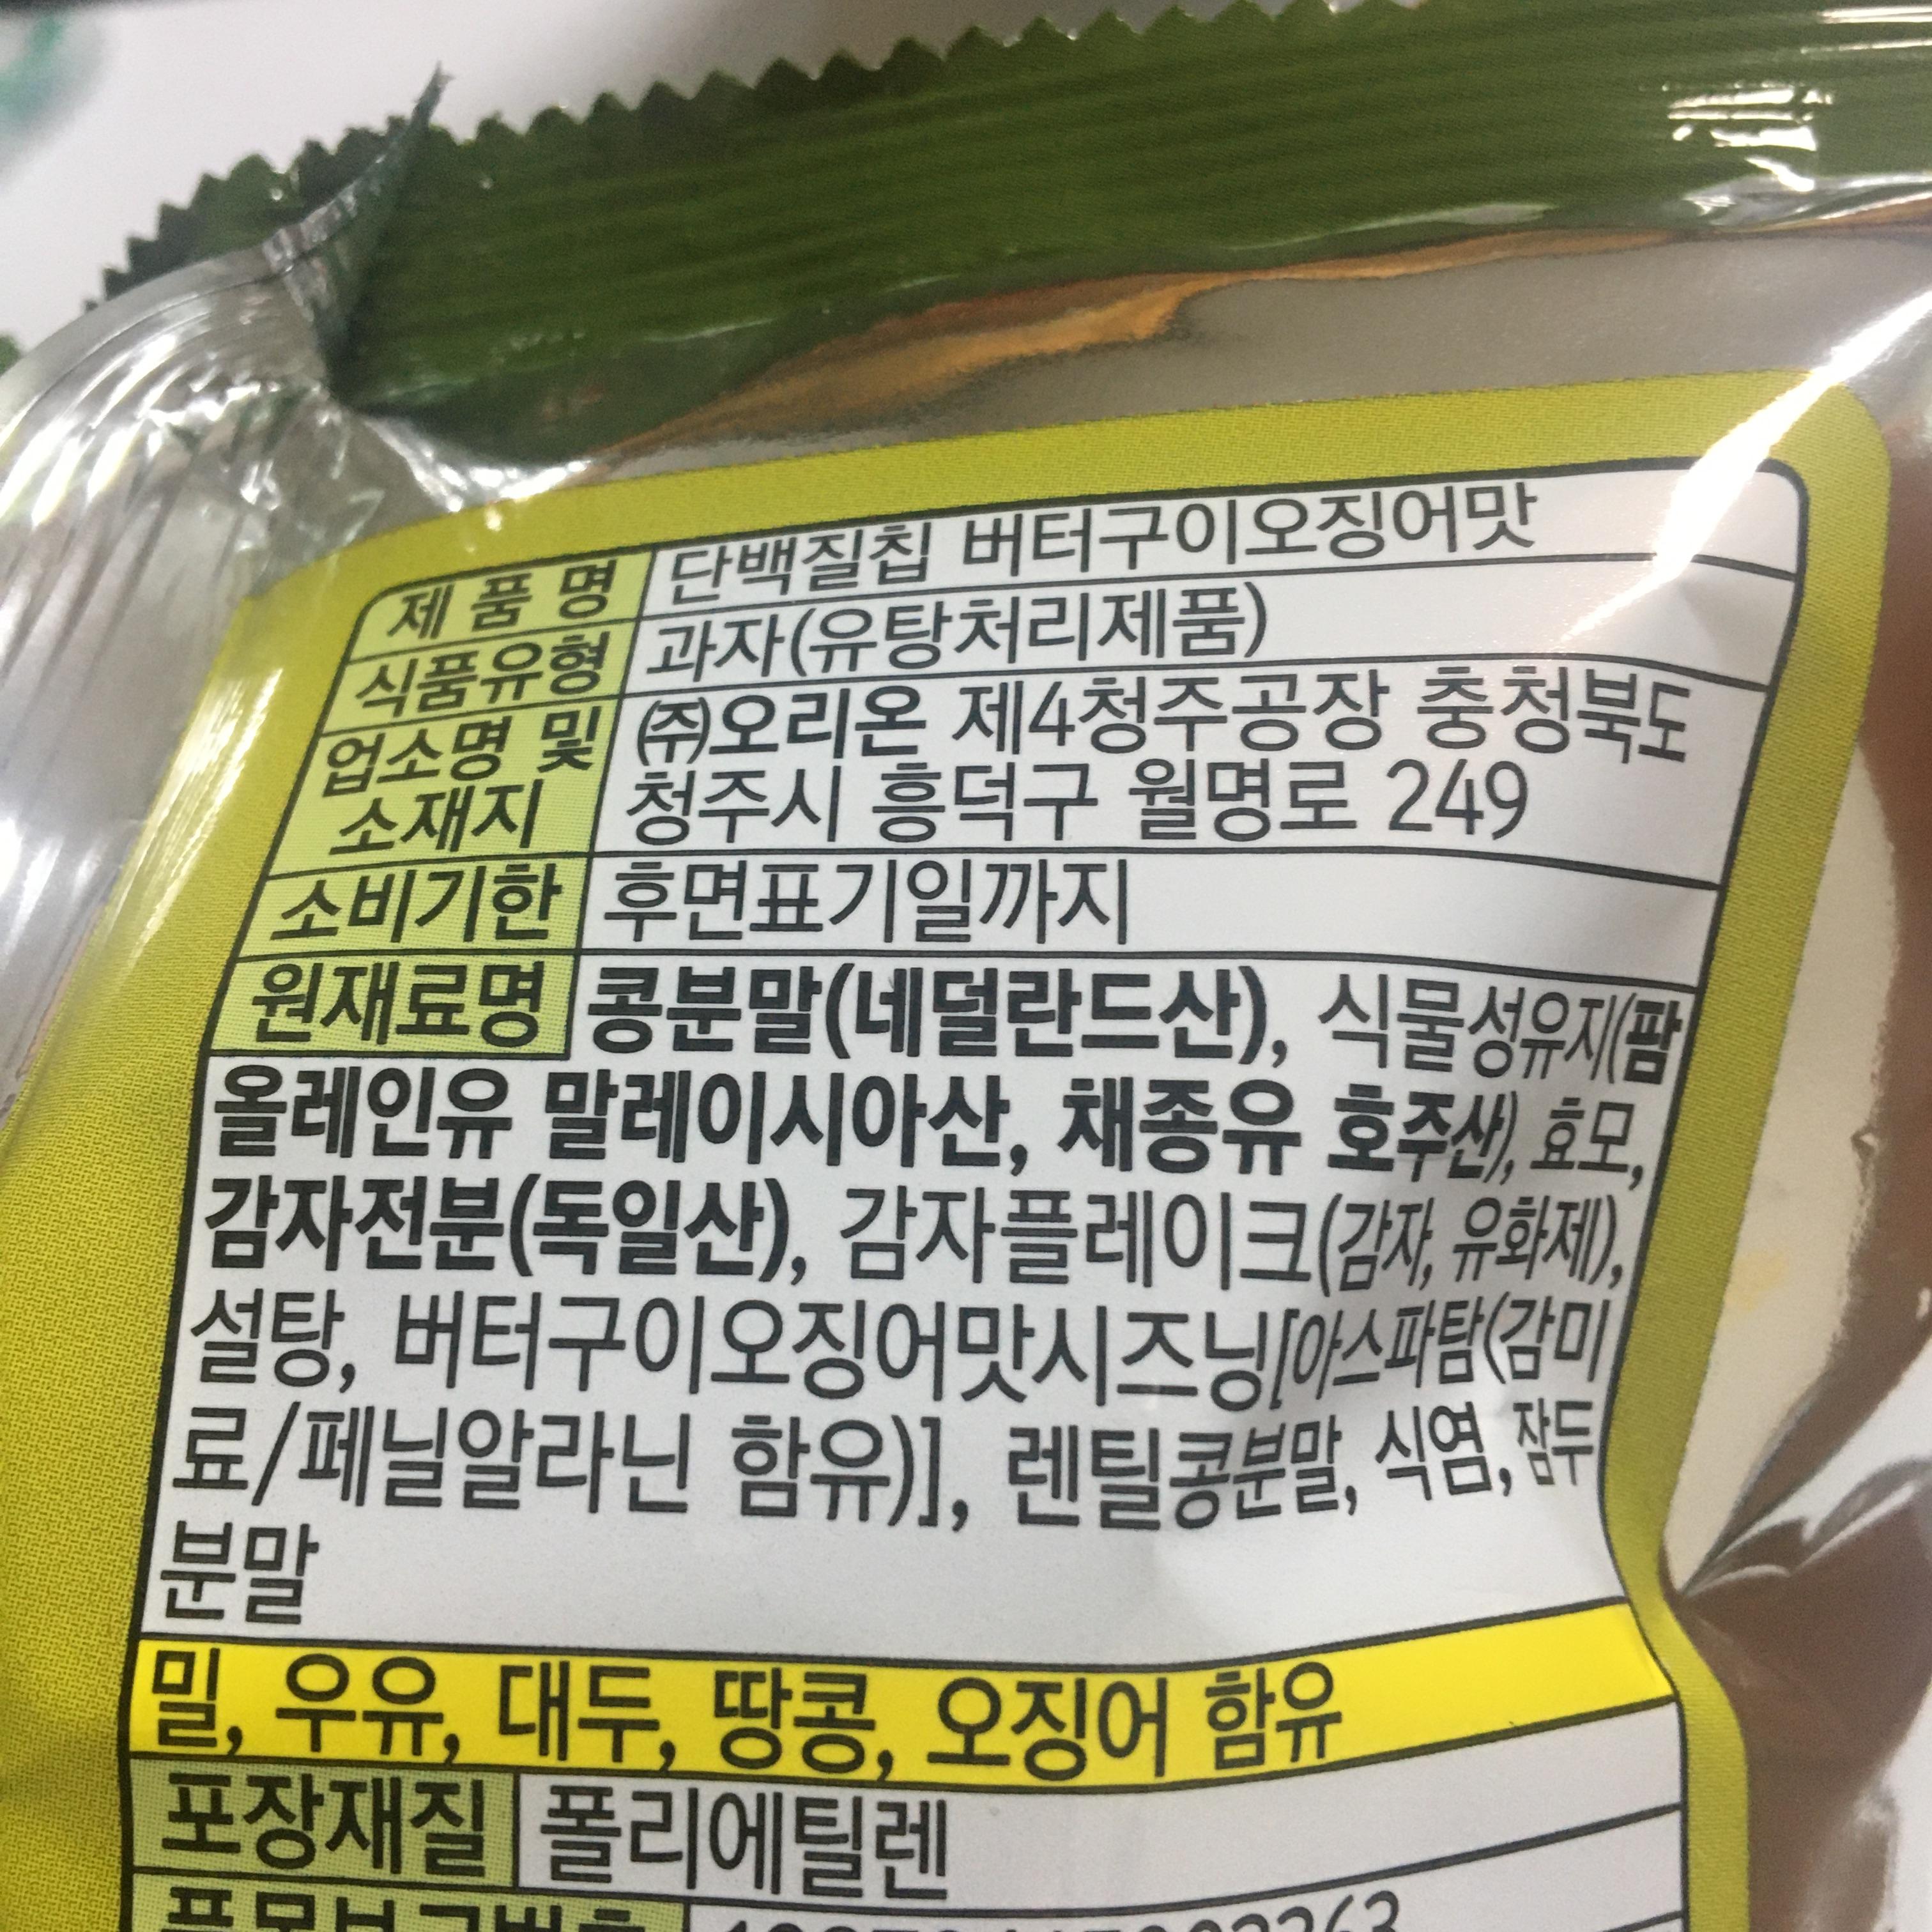 제품명 단백질칩 버터구이오징어맛
식품유형 과자(유탕처리제품)
업소명 및 ㈜오리온 제4청주공장 충청북도
소재지 청주시 흥덕구 월명로 249
소비기한 후면표기일까지
원재료명 콩분말(네덜란드산), 식물성유지(팜
올레인유 말레이시아산, 채종유 호주산), 효모,
감자전분(독일산), 감자플레이크(감자, 유화제),
설탕, 버터구이오징어맛시즈닝[아스파탐(감미
료/페닐알라닌 함유)], 렌틸콩분말, 식염, 잠두
분말
밀, 우유, 대두, 땅콩, 오징어 함유
포장재질 폴리에틸렌
품목보고번호